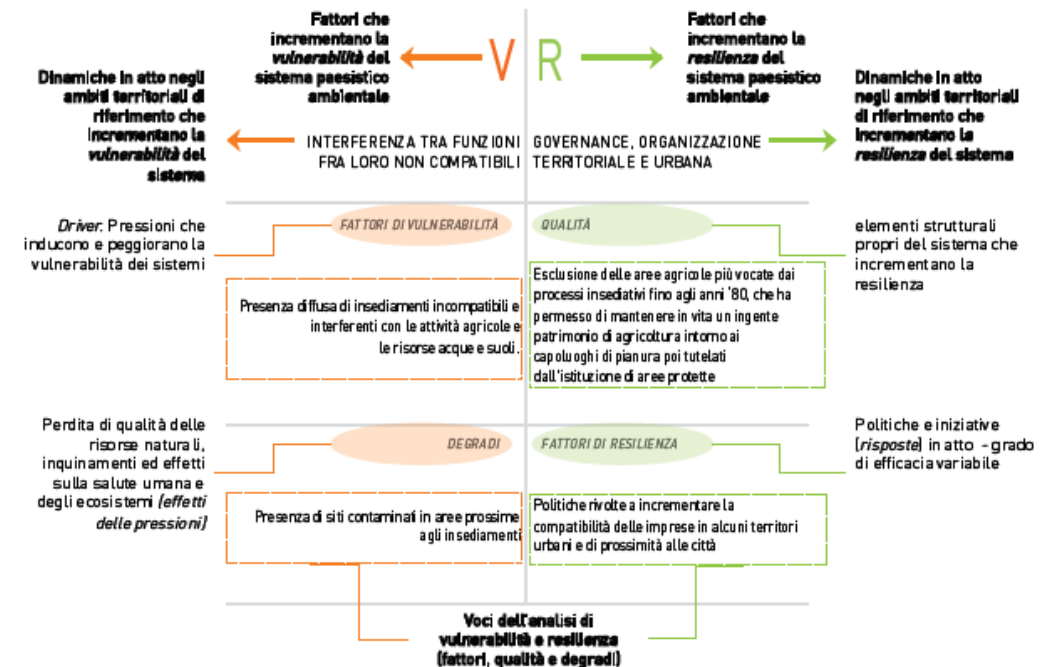 Fattori che
incrementano la
vulnerabilità del
sistema paesistico
ambientale
V R
Fattori che
incrementano la
resilienza del
sistema paesistico
ambientale
Dinamiche in atto negli
ambiti territoriali di
riferimento che
incrementano la
vulnerabilità del
sistema
INTERFERENZA TRA FUNZIONI
FRA LORO NON COMPATIBILI
GOVERNANCE, ORGANIZZAZIONE
TERRITORIALE E URBANA
Dinamiche in atto
negli ambiti territoriali
di riferimento che
incrementano la
resilienza del sistema
Driver. Pressioni che
inducono e peggiorano la
vulnerabilità dei sistemi
FATTORI DI VULNERABILITÀ
QUALITÀ
elementi strutturali
propri del sistema che
incrementano la
resilienza
Presenza diffusa di insediamenti incompatibili e
interferenti con le attività agricole e
le risorse acque e suoli.
Esclusione delle aree agricole più vocate dai
processi insediativi fino agli anni '80, che ha
permesso di mantenere in vita un ingente
patrimonio di agricoltura intorno ai
capoluoghi di pianura poi tutelati
dall'istituzione di aree protette
Perdita di qualità delle
risorse naturali,
inquinamenti ed effetti
sulla salute umana e
degli ecosistemi (effetti
delle pressioni)
DEGRADI
FATTORI DI RESILIENZA
Politiche e iniziative
(risposte) in atto - grado
di efficacia variabile
Presenza di siti contaminati in aree prossime
agli insediamenti
Politiche rivolte a incrementare la
compatibilità delle imprese in alcuni territori
urbani e di prossimità alle città
Voci dell'analisi di
vulnerabilità e resilienza
(fattori, qualità e degradi)